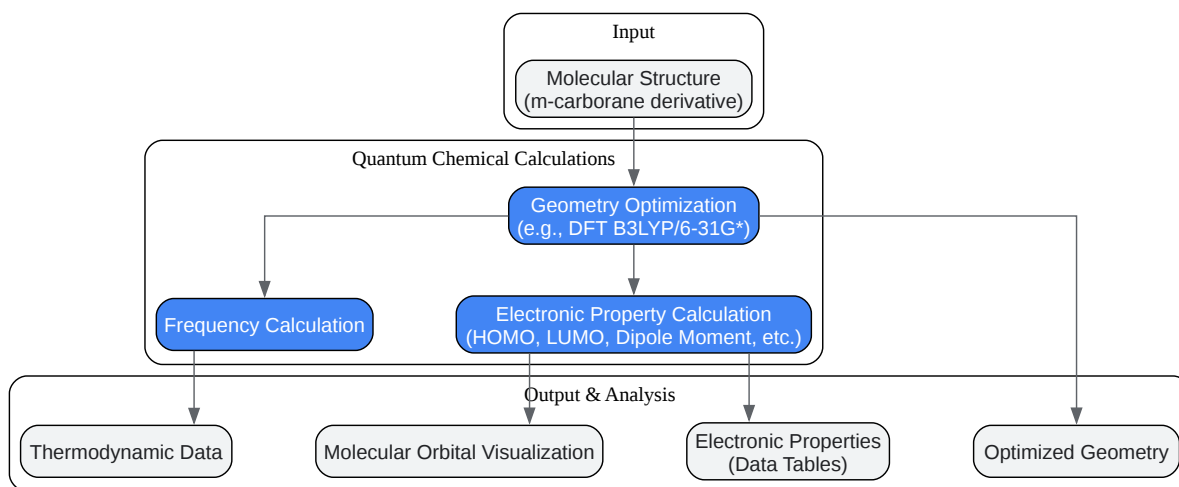 Input
Molecular Structure
(m-carborane derivative)
Quantum Chemical Calculations
Geometry Optimization
(e.g., DFT B3LYP/6-31G*)
Frequency Calculation
Electronic Property Calculation
(HOMO, LUMO, Dipole Moment, etc.)
Output & Analysis
Thermodynamic Data
Molecular Orbital Visualization
Electronic Properties
(Data Tables)
Optimized Geometry